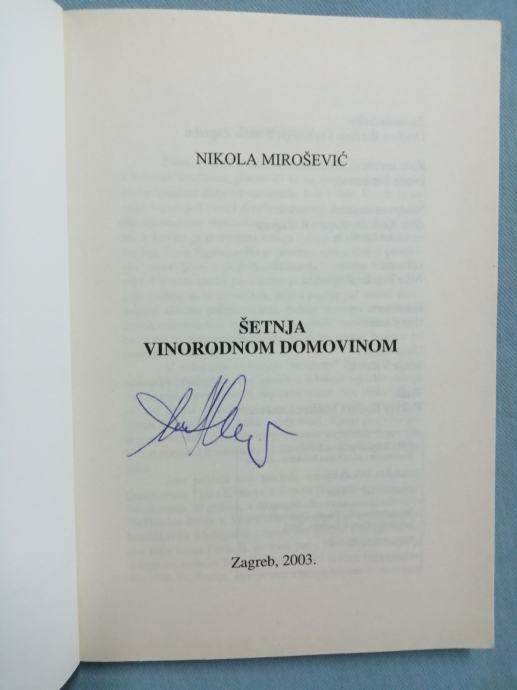 NIKOLA MIROŠEVIĆ
ŠETNJA
VINORODNOM DOMOVINOM
Zagreb, 2003.